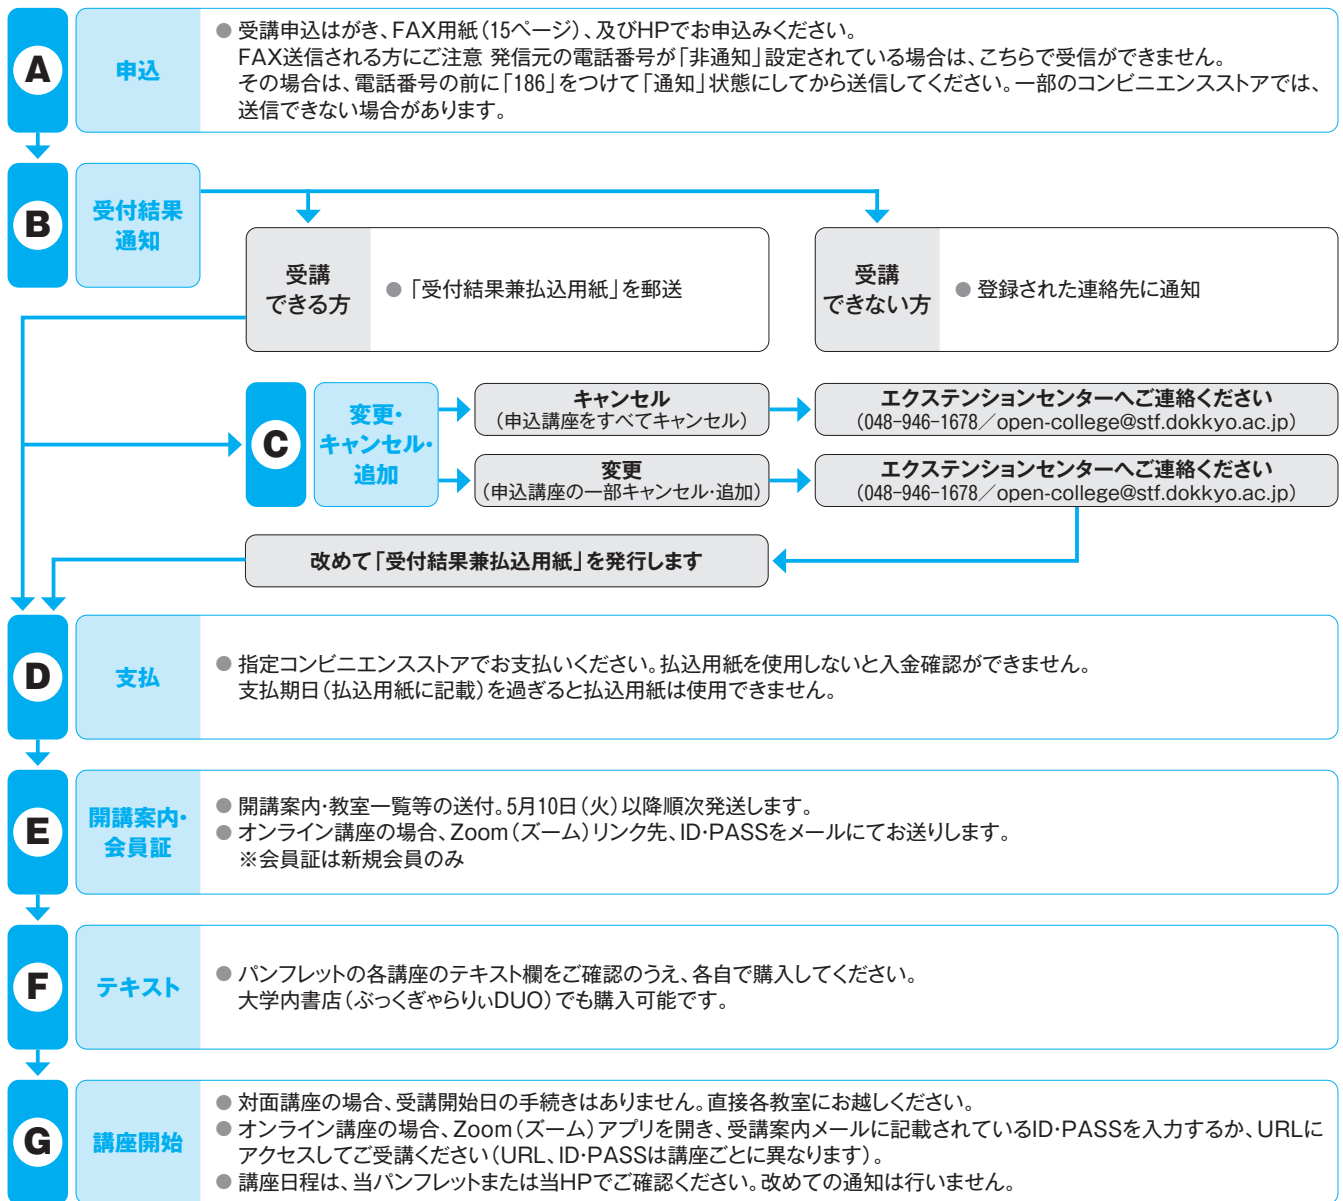 A
申込
● 受講申込はがき、FAX用紙（15ページ）、及びHPでお申込みください。
FAX送信される方にご注意 発信元の電話番号が「非通知」設定されている場合は、こちらで受信ができません。
その場合は、電話番号の前に「186」をつけて「通知」状態にしてから送信してください。一部のコンビニエンスストアでは、
送信できない場合があります。
B
受付結果
通知
受講
できる方
● 「受付結果兼払込用紙」を郵送
受講
できない方
● 登録された連絡先に通知
C
変更・
キャンセル・
追加
キャンセル
（申込講座をすべてキャンセル）
エクステンションセンターへご連絡ください
（048-946-1678／open-college@stf.dokkyo.ac.jp）
変更
（申込講座の一部キャンセル・追加）
エクステンションセンターへご連絡ください
（048-946-1678／open-college@stf.dokkyo.ac.jp）
改めて「受付結果兼払込用紙」を発行します
D
支払
● 指定コンビニエンスストアでお支払いください。払込用紙を使用しないと入金確認ができません。
支払期日（払込用紙に記載）を過ぎると払込用紙は使用できません。
E
開講案内・
会員証
● 開講案内・教室一覧等の送付。5月10日（火）以降順次発送します。
● オンライン講座の場合、Zoom（ズーム）リンク先、ID・PASSをメールにてお送りします。
※会員証は新規会員のみ
F
テキスト
● パンフレットの各講座のテキスト欄をご確認のうえ、各自で購入してください。
大学内書店（ぶっくぎゃらりぃDUO）でも購入可能です。
G
講座開始
● 対面講座の場合、受講開始日の手続きはありません。直接各教室にお越しください。
● オンライン講座の場合、Zoom（ズーム）アプリを開き、受講案内メールに記載されているID・PASSを入力するか、URLに
アクセスしてご受講ください（URL、ID・PASSは講座ごとに異なります）。
● 講座日程は、当パンフレットまたは当HPでご確認ください。改めての通知は行いません。